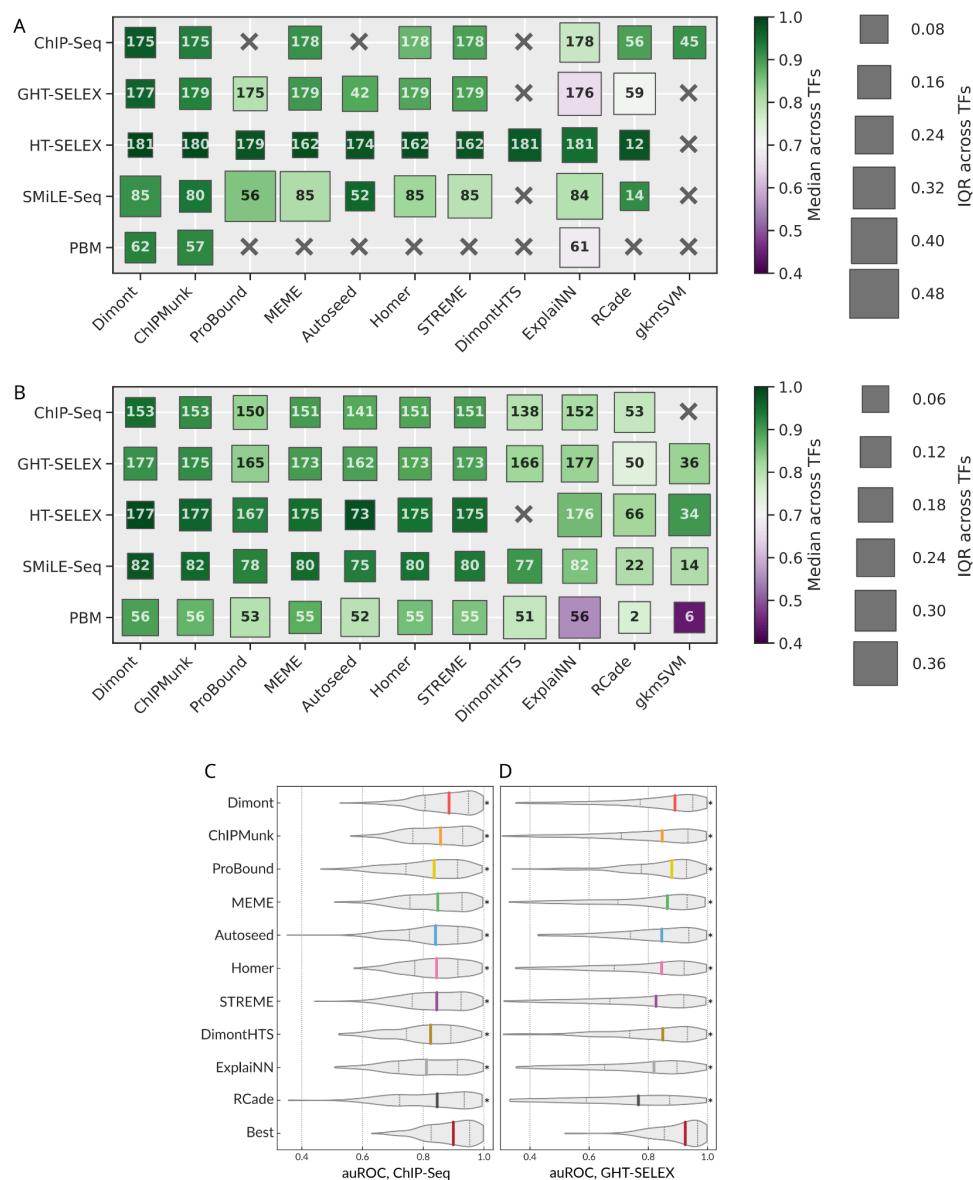 A
ChIP-Seq 175 175 178 178 178 178 56 45
GHT-SELEX 177 179 175 179 42 179 179 176 59
HT-SELEX 181 180 179 162 174 162 162 181 181 12
SMiLE-Seq 85 80 56 85 52 85 85 84 14
PBM 62 57 61
Dimont ChIPMunk ProBound MEME Autoseed Homer STREME DimontHTS ExplaiNN RCade gkmSVM
1.0
0.9
0.8
0.7
0.6
0.5
0.4
Median across TFs
0.08
0.16
0.24
0.32
0.40
0.48
IQR across TFs
B
ChIP-Seq 153 153 150 151 141 151 151 138 152 53
GHT-SELEX 177 175 165 173 162 173 173 166 177 50 36
HT-SELEX 177 177 167 175 73 175 175 176 66 34
SMiLE-Seq 82 82 78 80 75 80 80 77 82 22 14
PBM 56 56 53 55 52 55 55 51 56 2 6
Dimont ChIPMunk ProBound MEME Autoseed Homer STREME DimontHTS ExplaiNN RCade gkmSVM
1.0
0.9
0.8
0.7
0.6
0.5
0.4
Median across TFs
0.06
0.12
0.18
0.24
0.30
0.36
IQR across TFs
C D
Dimont * *
ChIPMunk * *
ProBound * *
MEME * *
Autoseed * *
Homer * *
STREME * *
DimontHTS * *
ExplaiNN * *
RCade * *
Best
0.4 0.6 0.8 1.0 0.4 0.6 0.8 1.0
auROC, ChIP-Seq auROC, GHT-SELEX